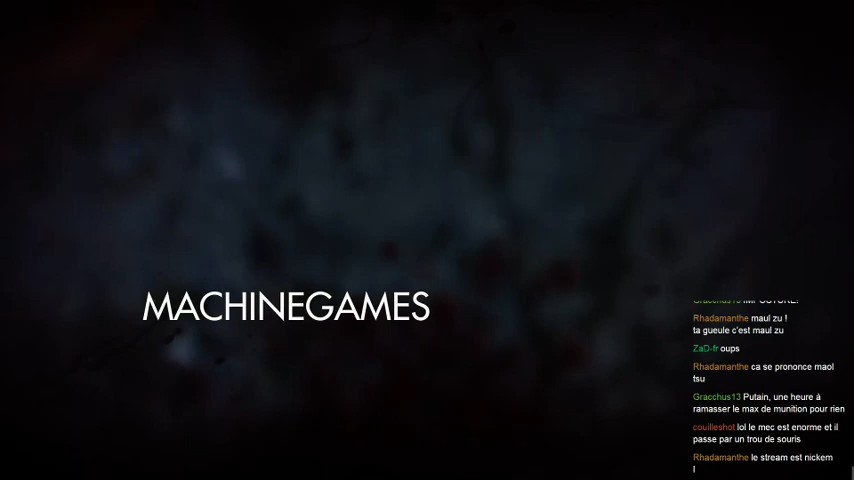 MACHINEGAMES
Gracchus13 IMPOSTURE!
Rhadamanthe maul zu !
ta gueule c'est maul zu
ZaD-fr oups
Rhadamanthe ca se prononce maol
tsu
Gracchus13 Putain, une heure à
ramasser le max de munition pour rien
couilleshot lol le mec est enorme et il
passe par un trou de souris
Rhadamanthe le stream est nickem
l